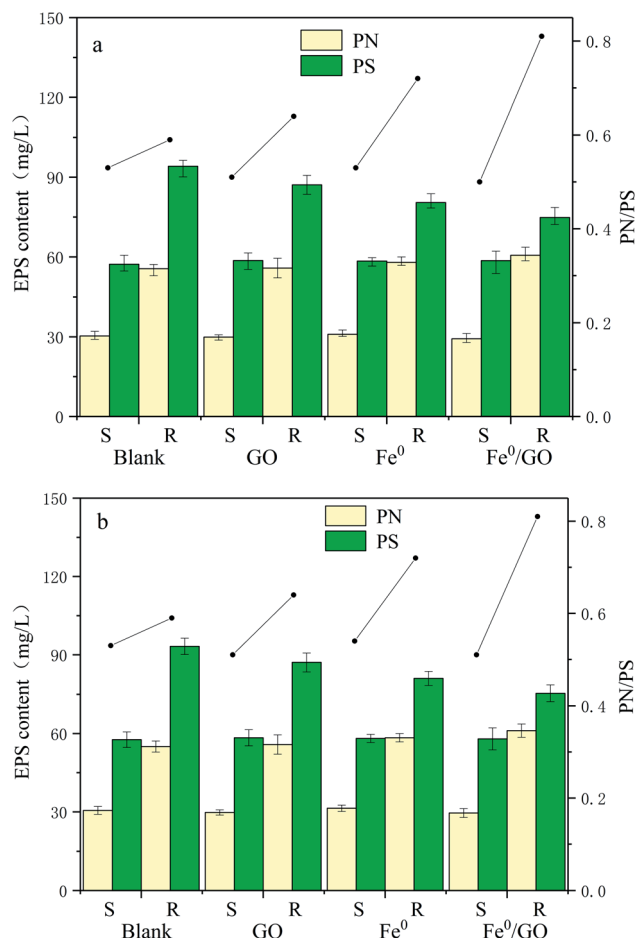 a
PN
PS
EPS content（mg/L）
150
120
90
60
30
0
0.8
0.6
0.4
0.2
0.0
PN/PS
S R S R S R S R
Blank GO Fe⁰ Fe⁰/GO
b
PN
PS
EPS content（mg/L）
150
120
90
60
30
0
0.8
0.6
0.4
0.2
0.0
PN/PS
S R S R S R S R
Blank GO Fe⁰ Fe⁰/GO